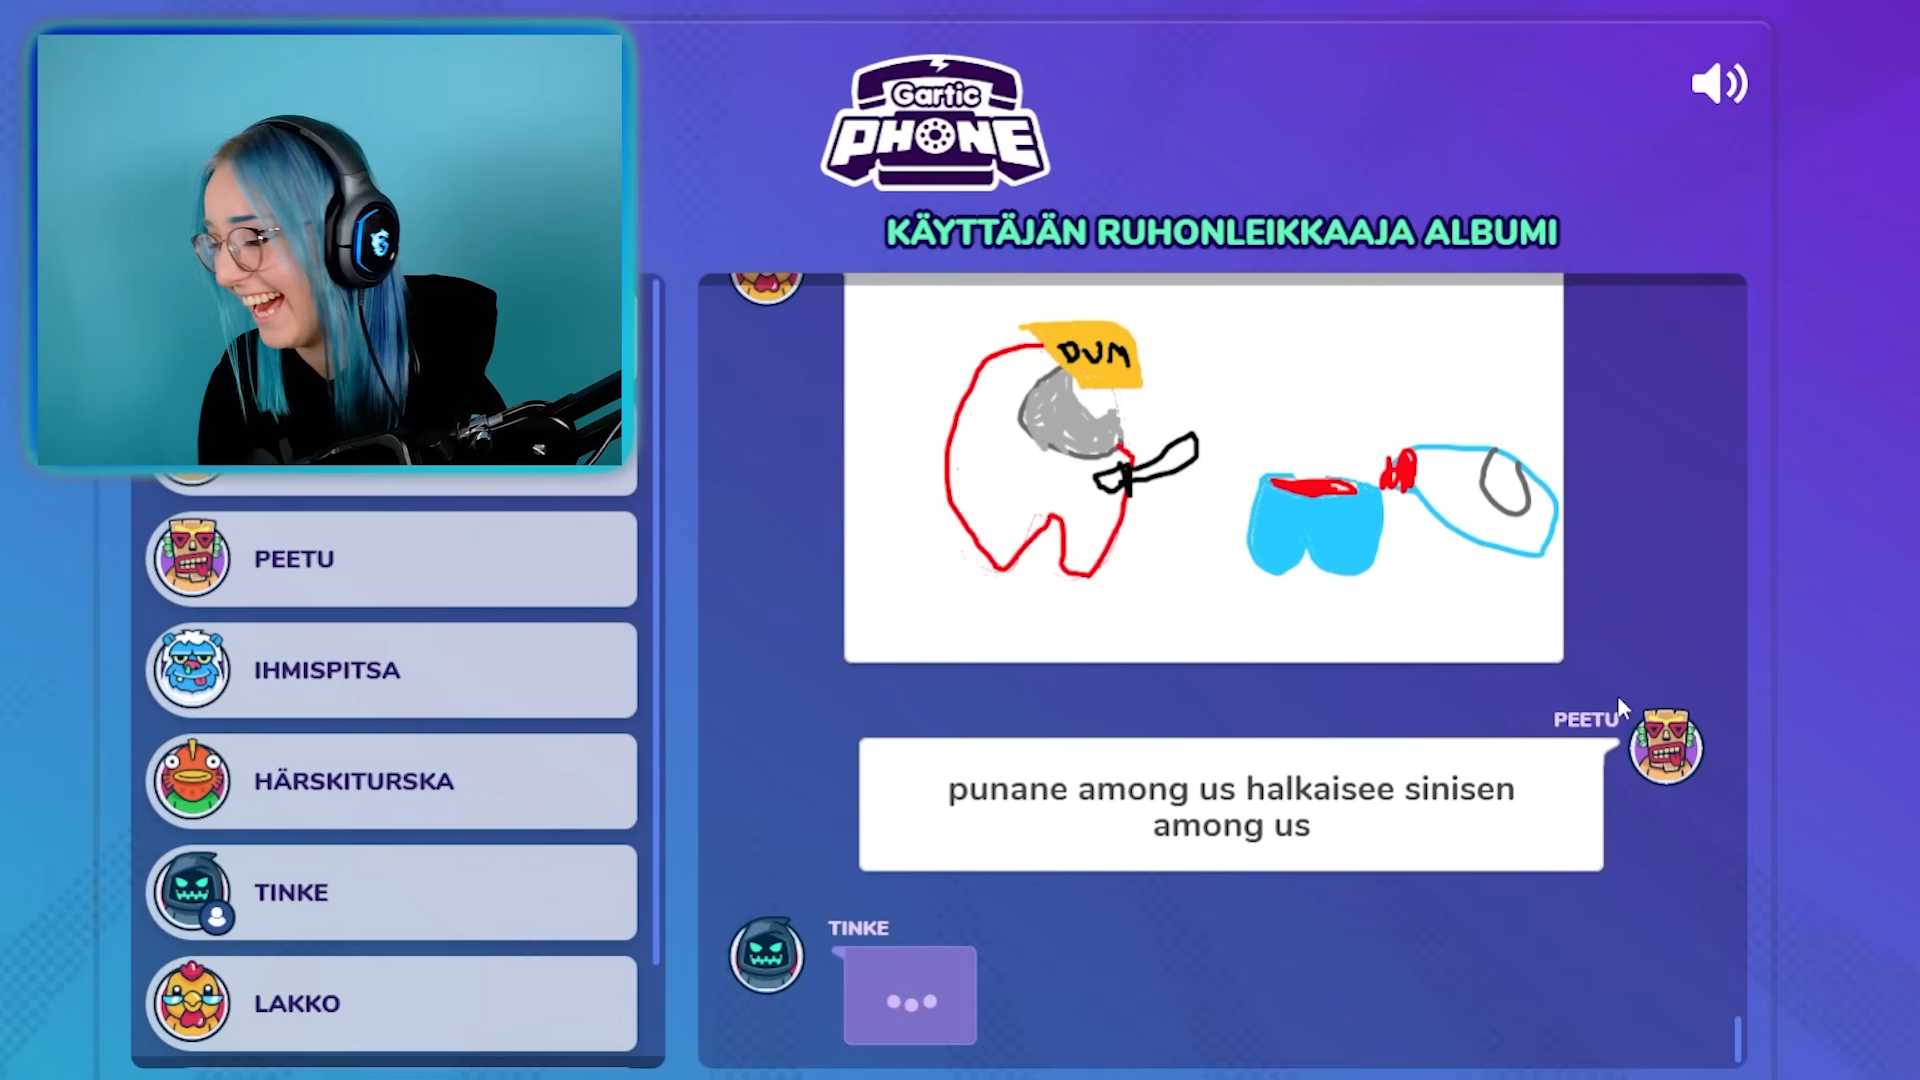 Gartic
PHONE
KÄYTTÄJÄN RUHONLEIKKAAJA ALBUMI
DUM
PEETU
IHMISPITSA
HÄRSKITURSKA
TINKE
LAKKO
PEETU
punane among us halkaisee sinisen
among us
TINKE